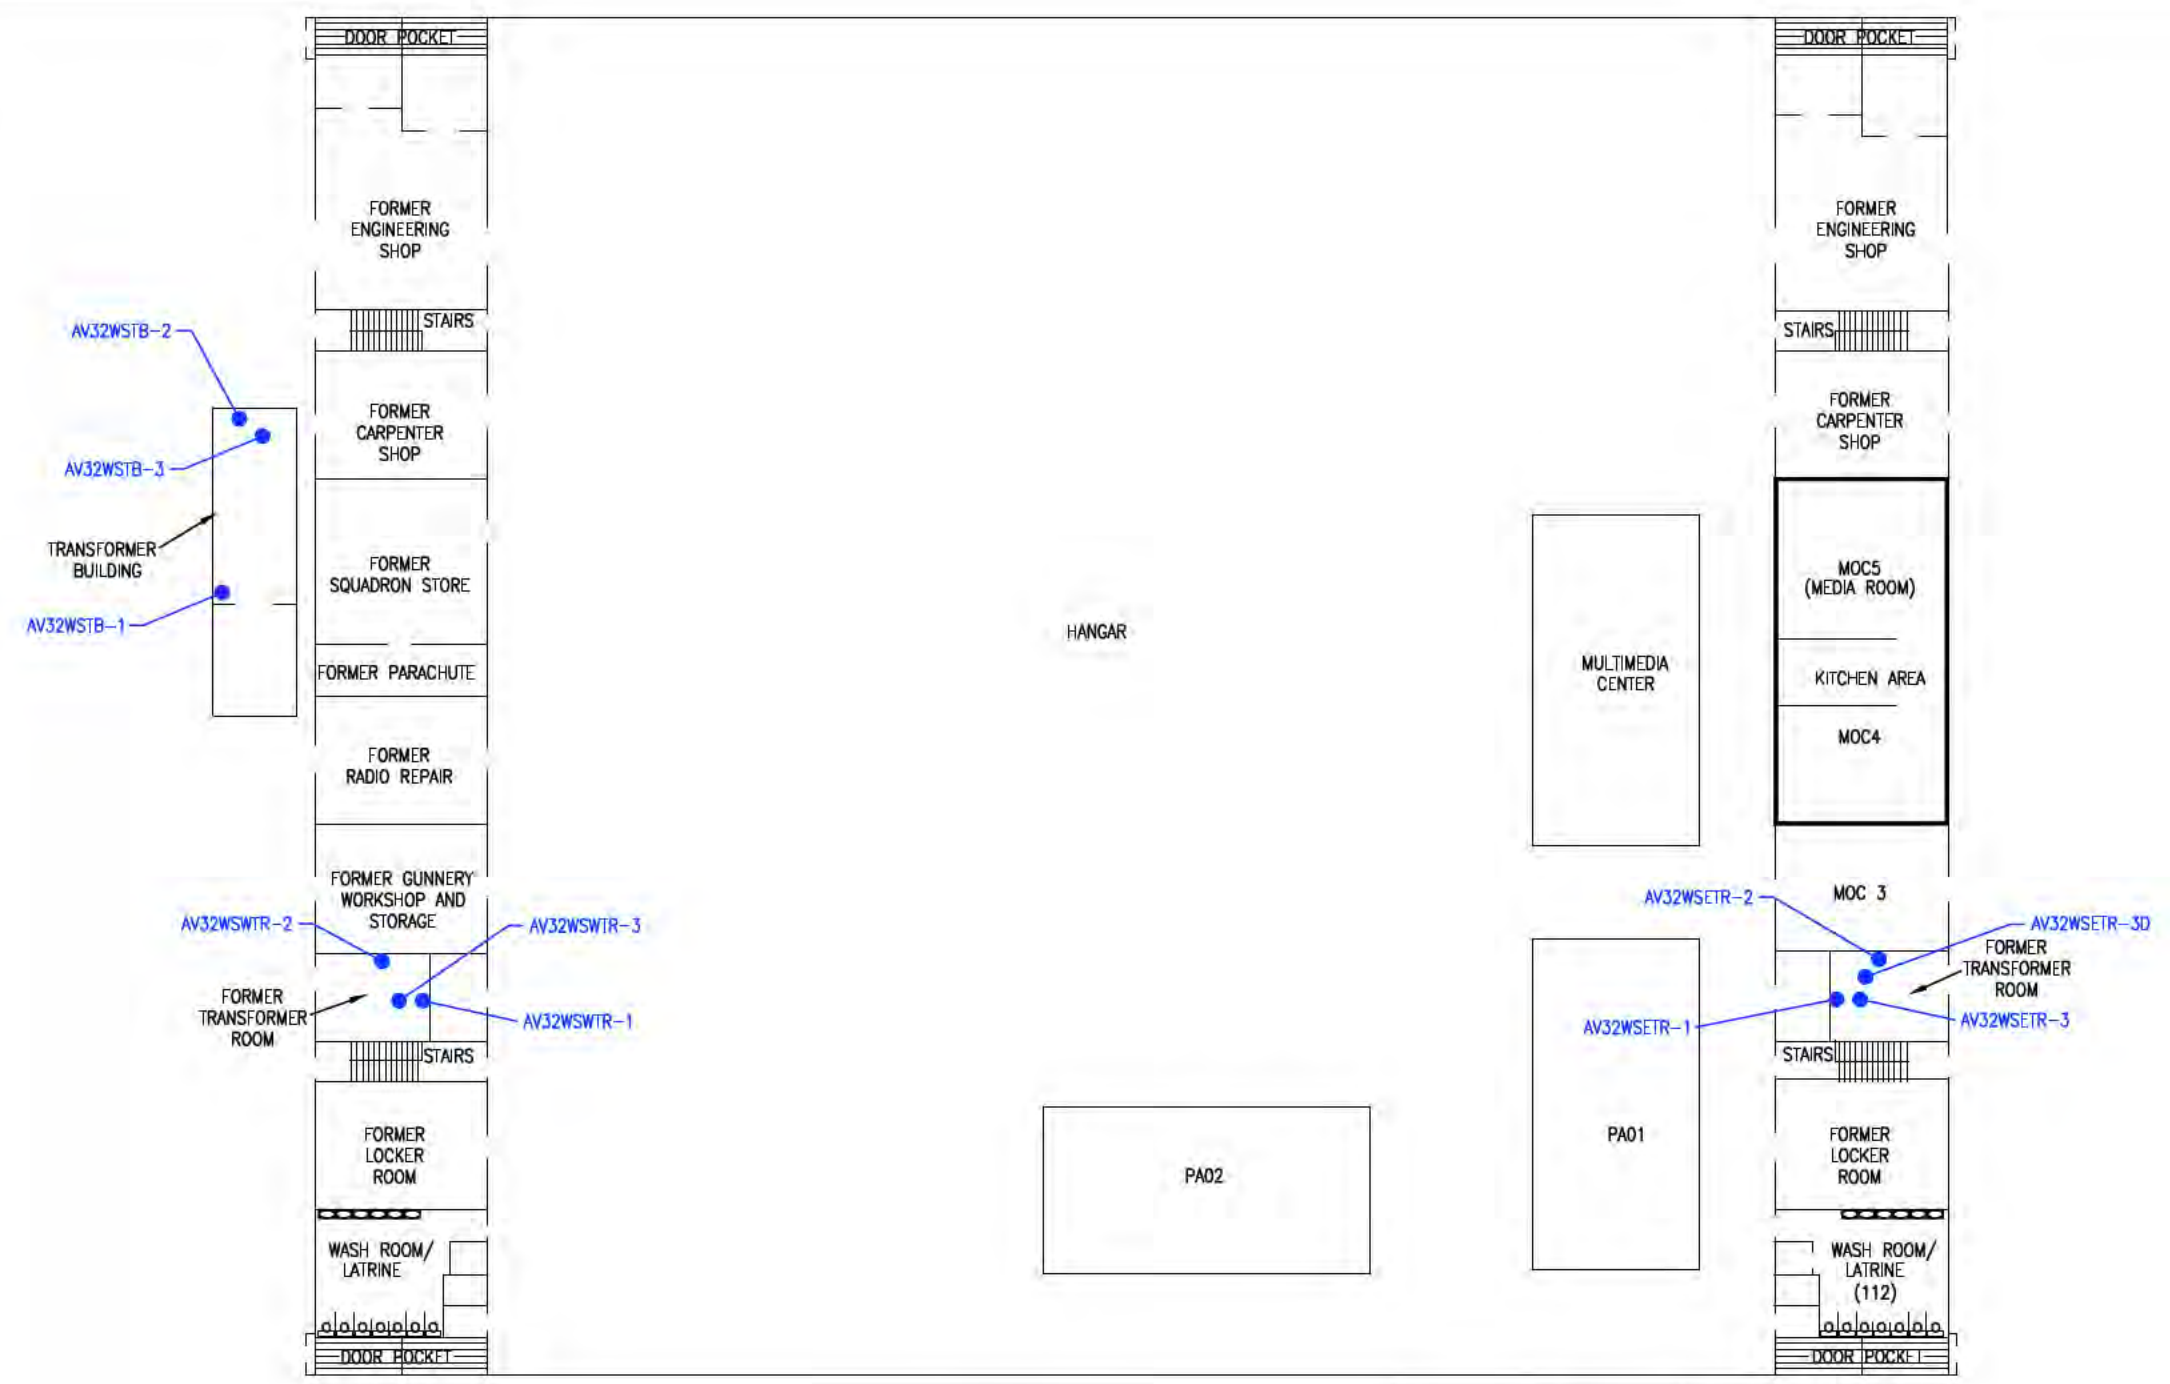 DOOR POCKET
DOOR POCKET
FORMER
ENGINEERING
SHOP
FORMER
ENGINEERING
SHOP
STAIRS
STAIRS
AV32WSTB-2
FORMER
CARPENTER
SHOP
FORMER
CARPENTER
SHOP
AV32WSTB-3
TRANSFORMER
BUILDING
FORMER
SQUADRON STORE
MOC5
(MEDIA ROOM)
AV32WSTB-1
HANGAR
FORMER PARACHUTE
MULTIMEDIA
CENTER
KITCHEN AREA
MOC4
FORMER
RADIO REPAIR
FORMER GUNNERY
WORKSHOP AND
STORAGE
MOC 3
AV32WSWTR-2
AV32WSWTR-3
AV32WSETR-2
AV32WSETR-3D
FORMER
TRANSFORMER
ROOM
FORMER
TRANSFORMER
ROOM
AV32WSWTR-1
AV32WSETR-1
AV32WSETR-3
STAIRS
STAIRS
FORMER
LOCKER
ROOM
PA02
PA01
FORMER
LOCKER
ROOM
WASH ROOM/
LATRINE
WASH ROOM/
LATRINE
(112)
DOOR POCKET
DOOR POCKET